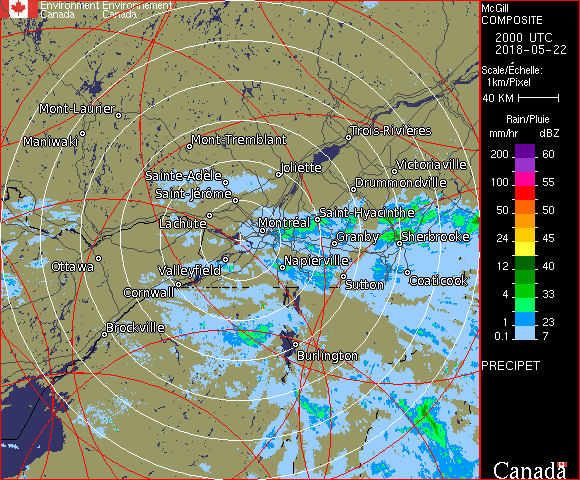 Environment Environnement
Canada Canada
McGill
COMPOSITE
2000 UTC
2018-05-22
Scale/Échelle:
1km/Pixel
40 KM
Rain/Pluie
mm/hr dBZ
200 60
100 55
50 50
24 45
12 40
4 33
1 23
0.1 7
PRECIPET
Canada
Mont-Laurier
Maniwaki
Mont-Tremblant
Trois-Rivières
Joliette
Victoriaville
Sainte-Adèle
Drummondville
Saint-Jérôme
Lachute
Saint-Hyacinthe
Montréal
Granby
Sherbrooke
Ottawa
Valleyfield
Napierville
Coaticook
Sutton
Cornwall
Brockville
Burlington